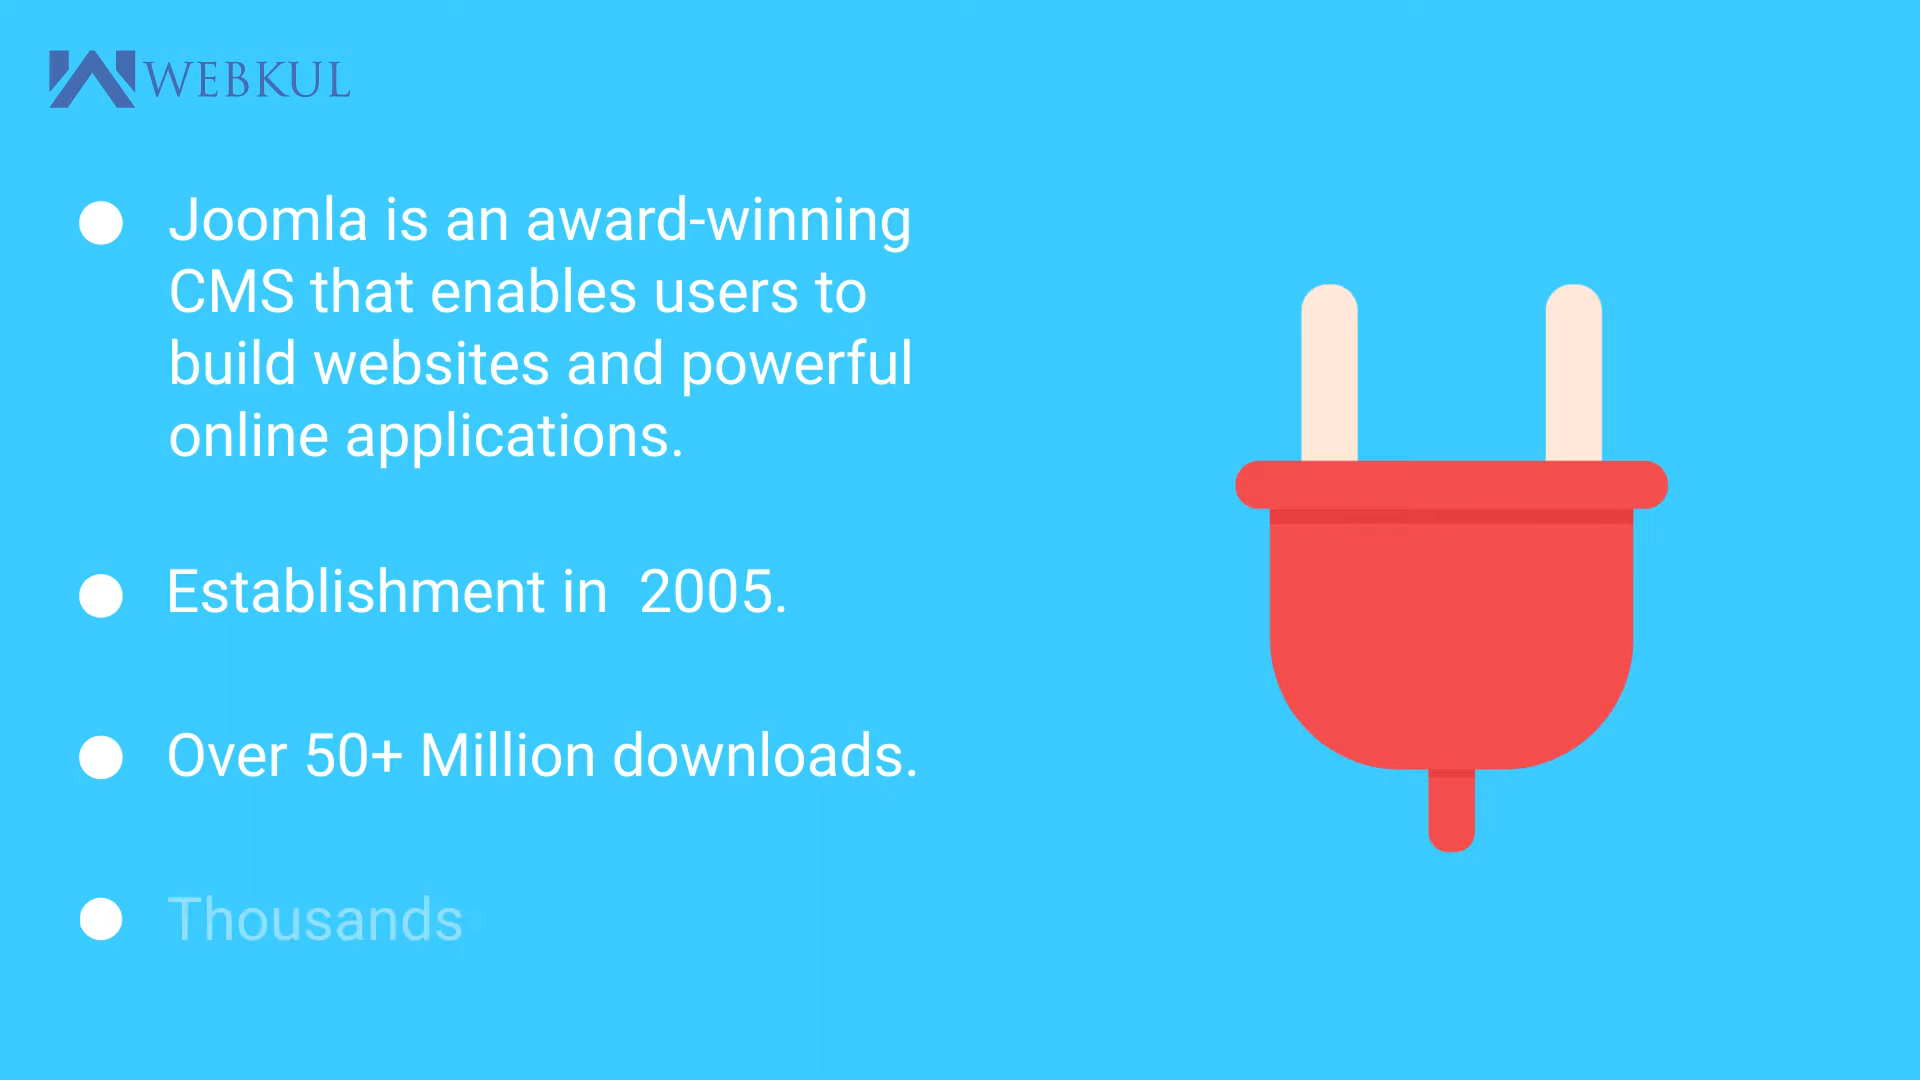 WEBKUL
Joomla is an award-winning
CMS that enables users to
build websites and powerful
online applications.
Establishment in  2005.
Over 50+ Million downloads.
Thousands